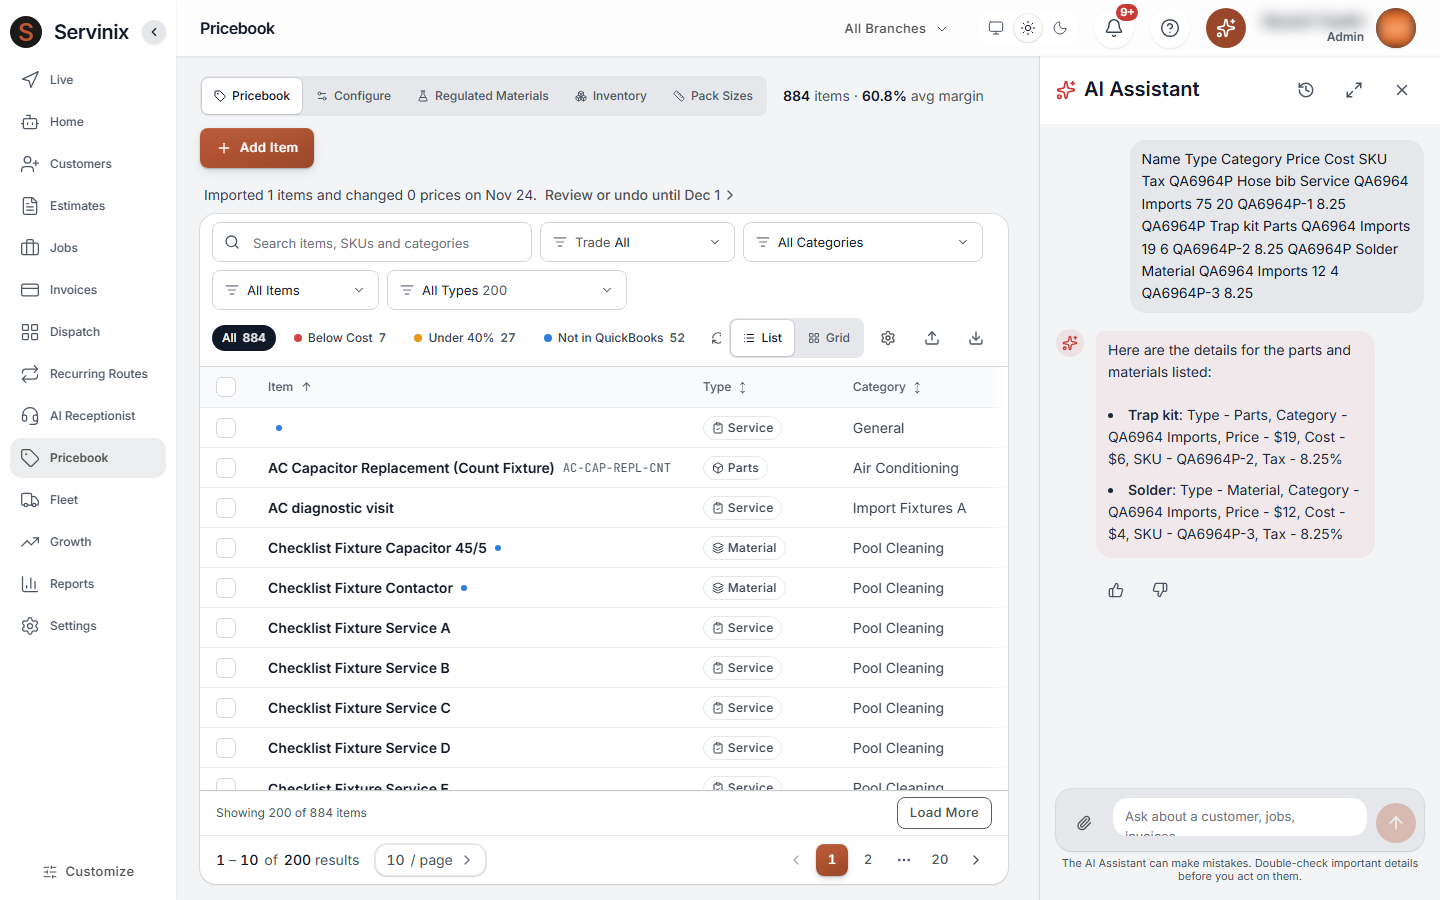 Servinix
Live
Home
Customers
Estimates
Jobs
Invoices
Dispatch
Recurring Routes
AI Receptionist
Pricebook
Fleet
Growth
Reports
Settings
Customize
Pricebook
All Branches
9+
Admin
Pricebook
Configure
Regulated Materials
Inventory
Pack Sizes
884 items · 60.8% avg margin
Add Item
Imported 1 items and changed 0 prices on Nov 24. Review or undo until Dec 1
Search items, SKUs and categories
Trade All
All Categories
All Items
All Types 200
All 884
Below Cost 7
Under 40% 27
Not in QuickBooks 52
List
Grid
Item Type Category
Service General
AC Capacitor Replacement (Count Fixture) AC-CAP-REPL-CNT Parts Air Conditioning
AC diagnostic visit Service Import Fixtures A
Checklist Fixture Capacitor 45/5 Material Pool Cleaning
Checklist Fixture Contactor Material Pool Cleaning
Checklist Fixture Service A Service Pool Cleaning
Checklist Fixture Service B Service Pool Cleaning
Checklist Fixture Service C Service Pool Cleaning
Checklist Fixture Service D Service Pool Cleaning
Checklist Fixture Service E Service Pool Cleaning
Showing 200 of 884 items
Load More
1 – 10 of 200 results
10 / page
1 2 ••• 20
AI Assistant
Name Type Category Price Cost SKU
Tax QA6964P Hose bib Service QA6964
Imports 75 20 QA6964P-1 8.25
QA6964P Trap kit Parts QA6964 Imports
19 6 QA6964P-2 8.25 QA6964P Solder
Material QA6964 Imports 12 4
QA6964P-3 8.25
Here are the details for the parts and
materials listed:
• Trap kit: Type - Parts, Category -
QA6964 Imports, Price - $19, Cost -
$6, SKU - QA6964P-2, Tax - 8.25%
• Solder: Type - Material, Category -
QA6964 Imports, Price - $12, Cost -
$4, SKU - QA6964P-3, Tax - 8.25%
Ask about a customer, jobs,
invoices
The AI Assistant can make mistakes. Double-check important details
before you act on them.